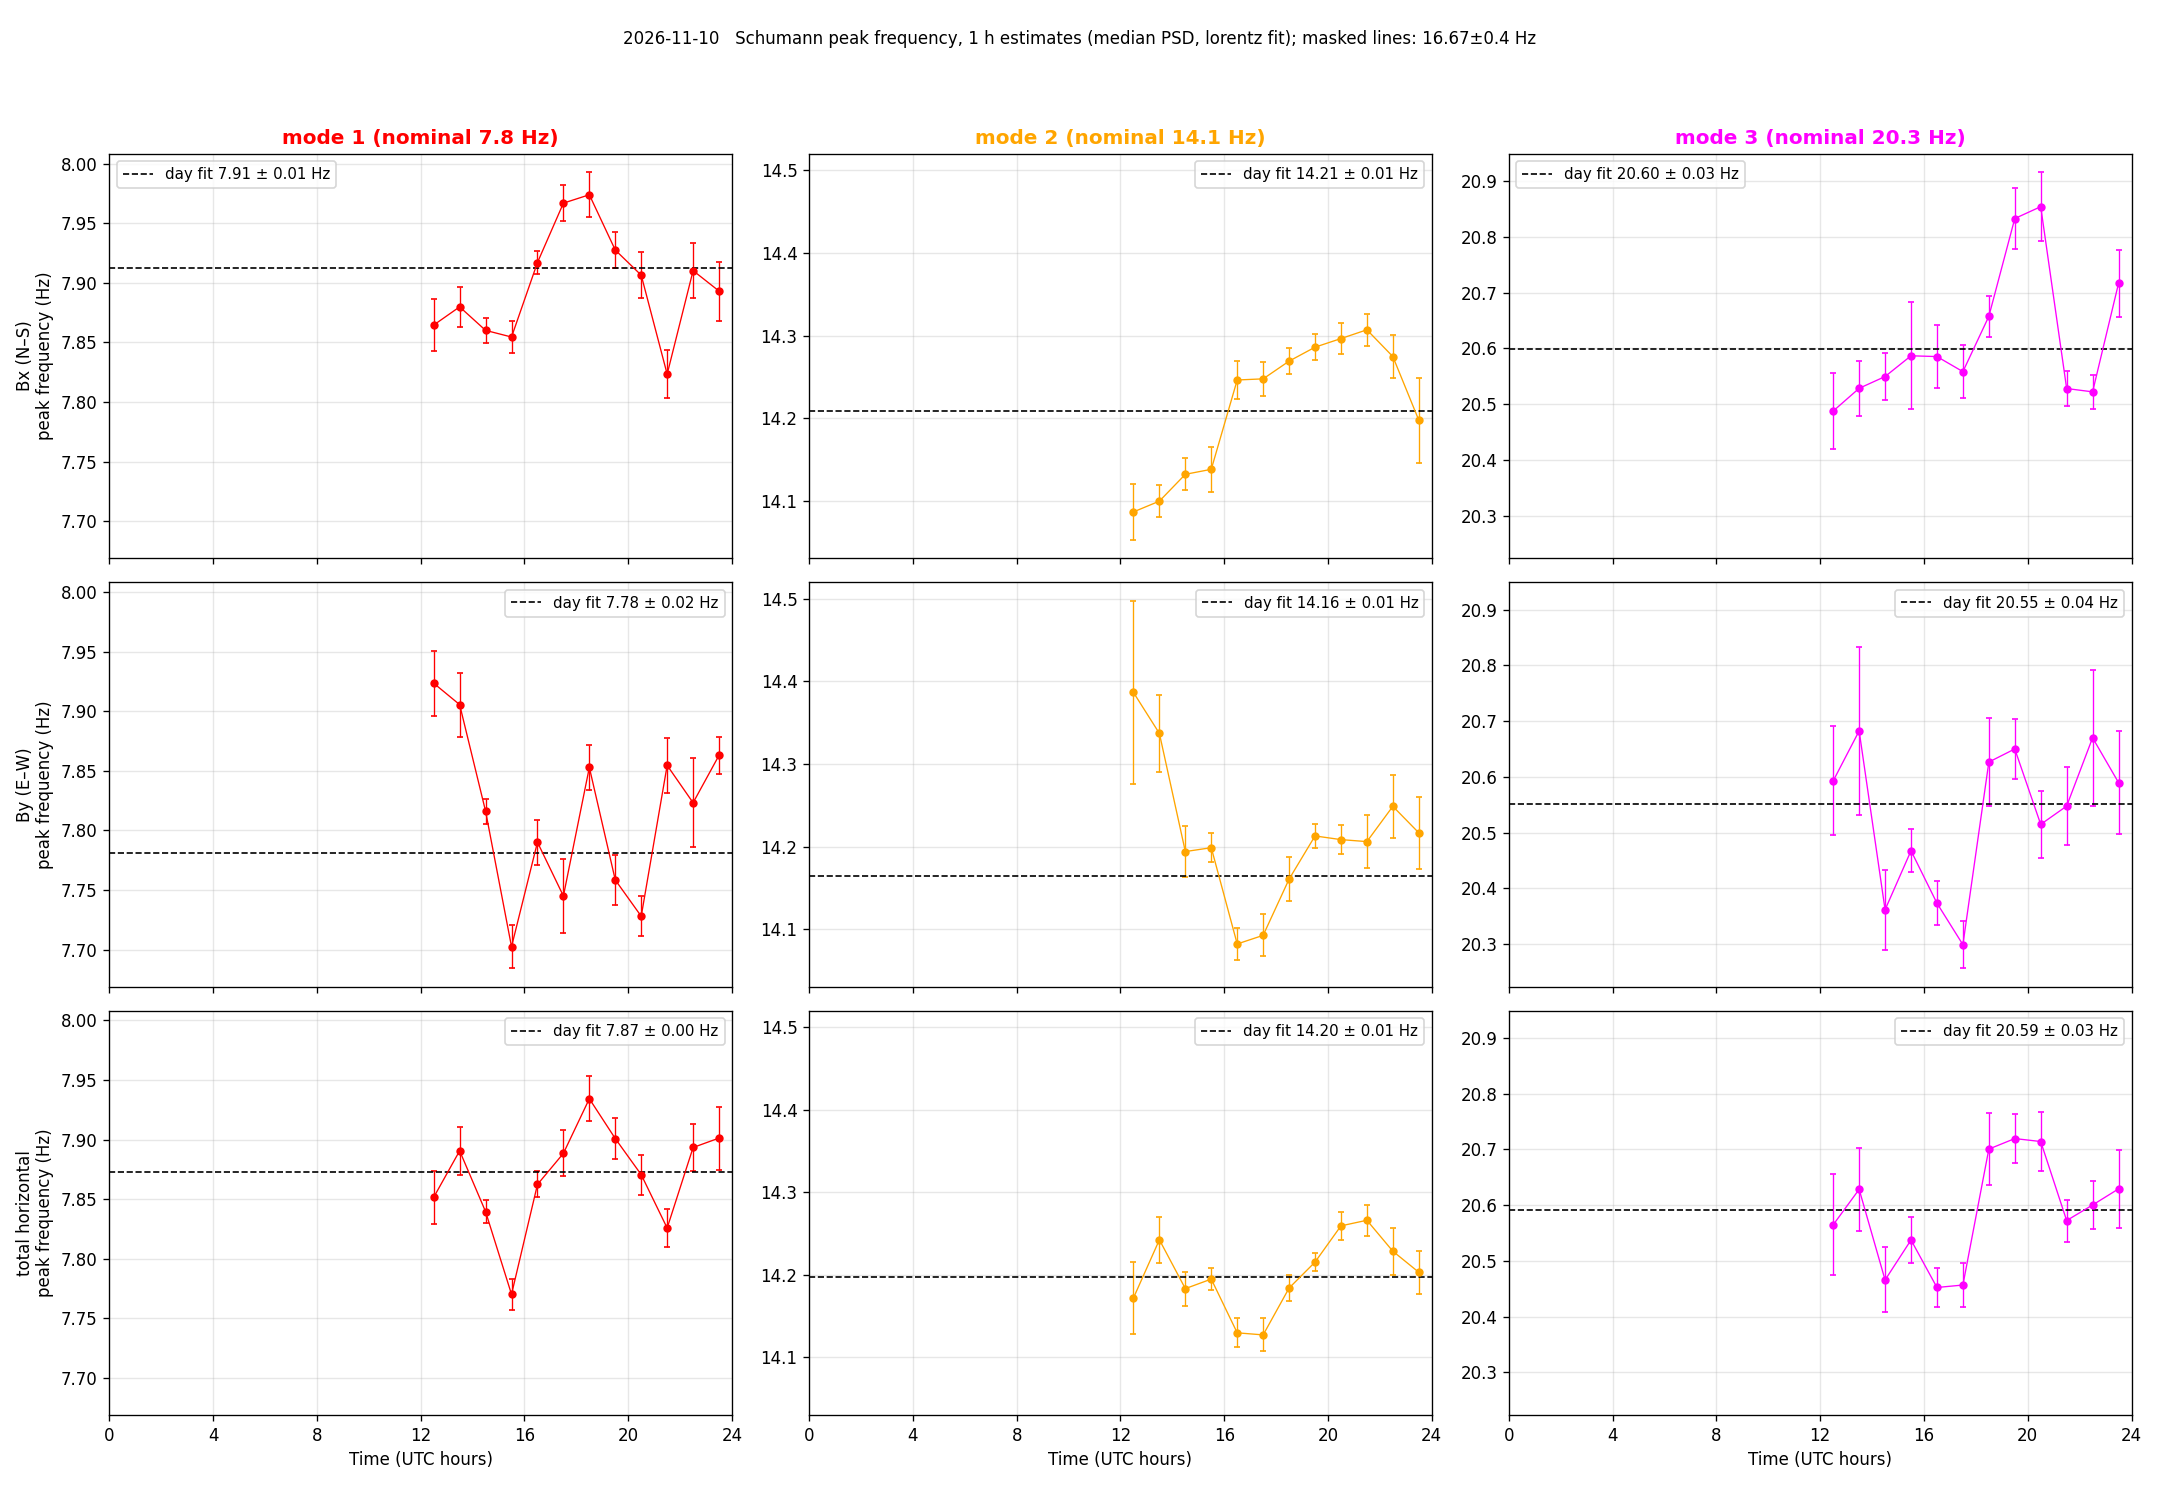 2026-11-10   Schumann peak frequency, 1 h estimates (median PSD, lorentz fit); masked lines: 16.67±0.4 Hz
mode 1 (nominal 7.8 Hz)
mode 2 (nominal 14.1 Hz)
mode 3 (nominal 20.3 Hz)
Bx (N–S)
peak frequency (Hz)
8.00
7.95
7.90
7.85
7.80
7.75
7.70
day fit 7.91 ± 0.01 Hz
14.5
14.4
14.3
14.2
14.1
day fit 14.21 ± 0.01 Hz
20.9
20.8
20.7
20.6
20.5
20.4
20.3
day fit 20.60 ± 0.03 Hz
By (E–W)
peak frequency (Hz)
8.00
7.95
7.90
7.85
7.80
7.75
7.70
day fit 7.78 ± 0.02 Hz
14.5
14.4
14.3
14.2
14.1
day fit 14.16 ± 0.01 Hz
20.9
20.8
20.7
20.6
20.5
20.4
20.3
day fit 20.55 ± 0.04 Hz
total horizontal
peak frequency (Hz)
8.00
7.95
7.90
7.85
7.80
7.75
7.70
day fit 7.87 ± 0.00 Hz
0 4 8 12 16 20 24
Time (UTC hours)
14.5
14.4
14.3
14.2
14.1
day fit 14.20 ± 0.01 Hz
0 4 8 12 16 20 24
Time (UTC hours)
20.9
20.8
20.7
20.6
20.5
20.4
20.3
day fit 20.59 ± 0.03 Hz
0 4 8 12 16 20 24
Time (UTC hours)